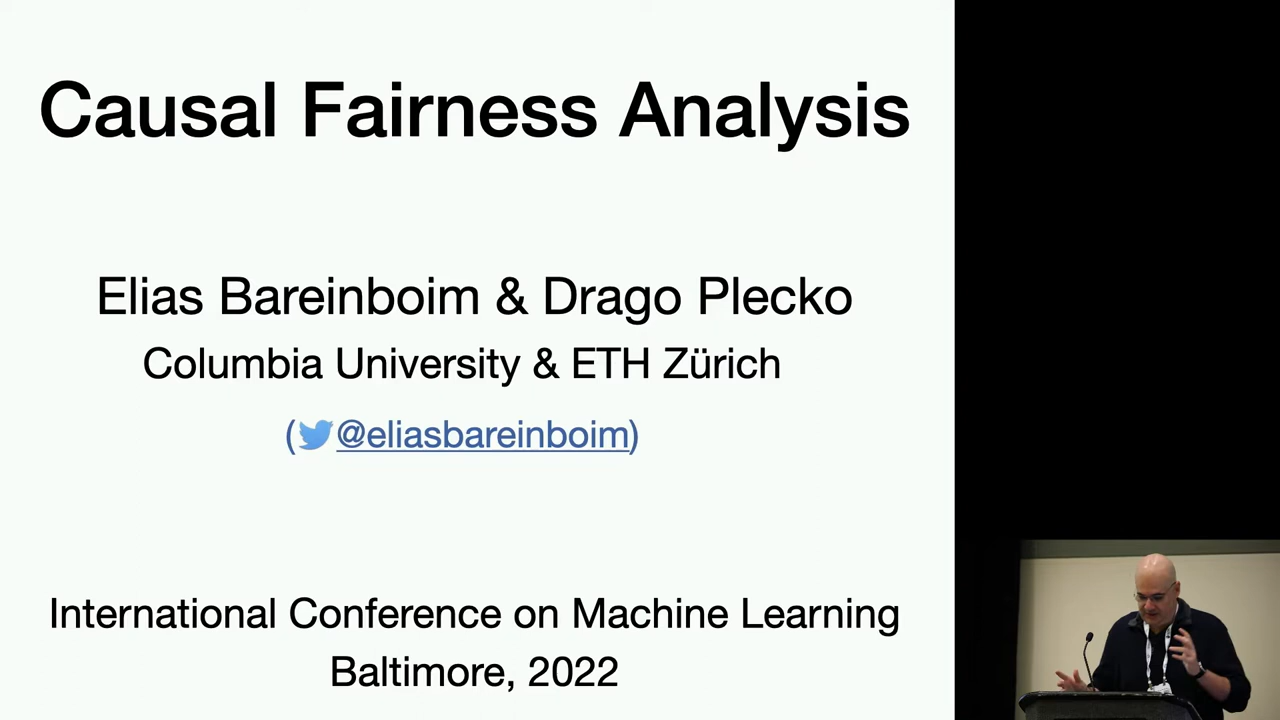 Causal Fairness Analysis
Elias Bareinboim & Drago Plecko
Columbia University & ETH Zürich
(@eliasbareinboim)
International Conference on Machine Learning
Baltimore, 2022